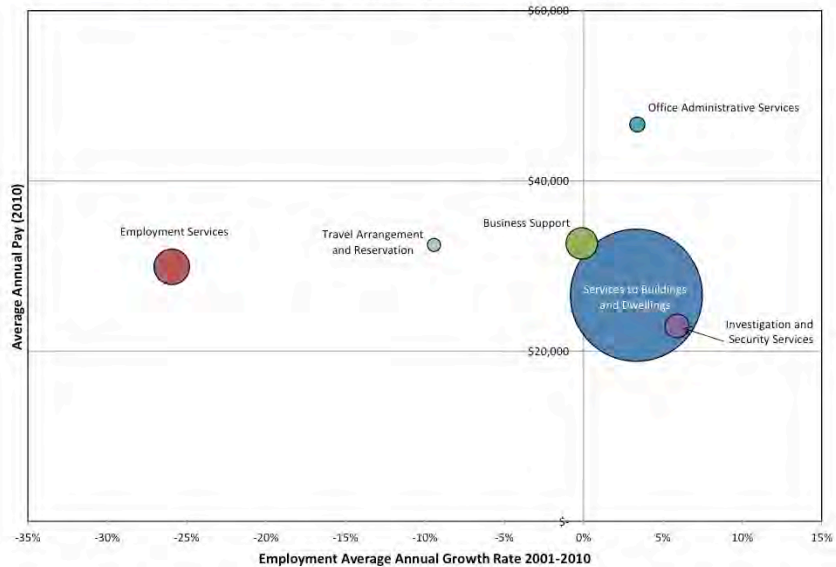 $60,000
Office Administrative Services
$40,000
Business Support
Employment Services
Travel Arrangement
and Reservation
Services to Buildings
and Dwellings
Investigation and
Security Services
$20,000
$-
Average Annual Pay (2010)
-35% -30% -25% -20% -15% -10% -5% 0% 5% 10% 15%
Employment Average Annual Growth Rate 2001-2010